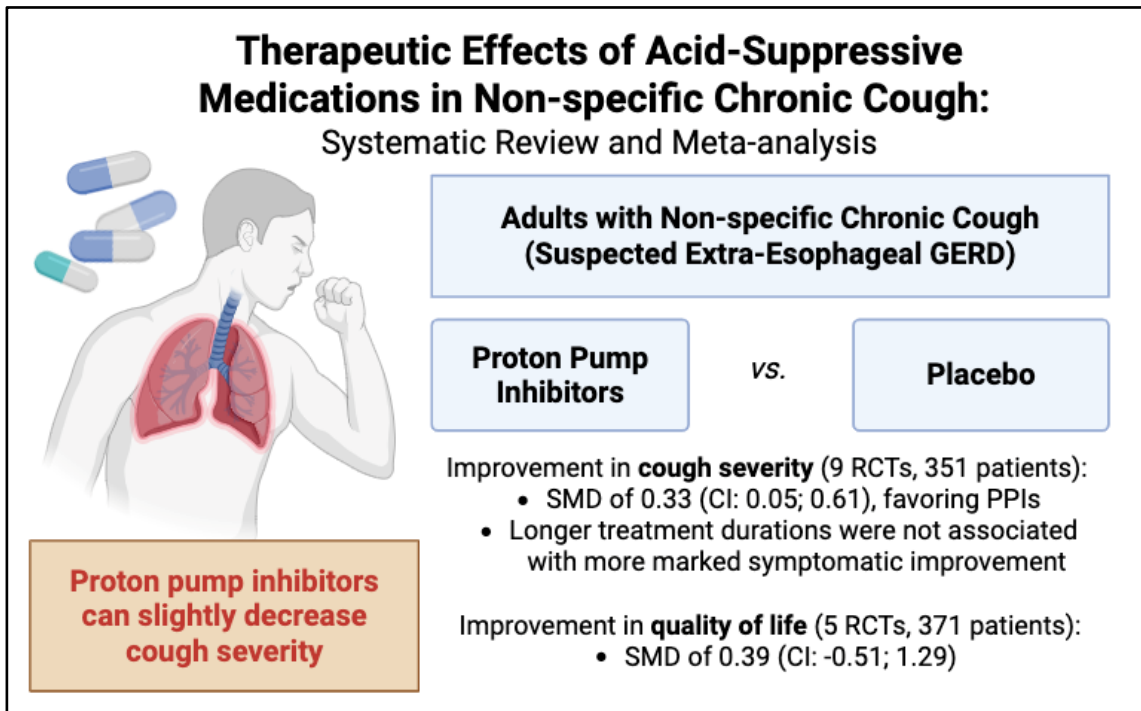 Therapeutic Effects of Acid-Suppressive
Medications in Non-specific Chronic Cough:
Systematic Review and Meta-analysis
Adults with Non-specific Chronic Cough
(Suspected Extra-Esophageal GERD)
Proton Pump
Inhibitors
vs.
Placebo
Improvement in cough severity (9 RCTs, 351 patients):
• SMD of 0.33 (CI: 0.05; 0.61), favoring PPIs
• Longer treatment durations were not associated
with more marked symptomatic improvement
Improvement in quality of life (5 RCTs, 371 patients):
• SMD of 0.39 (CI: -0.51; 1.29)
Proton pump inhibitors
can slightly decrease
cough severity